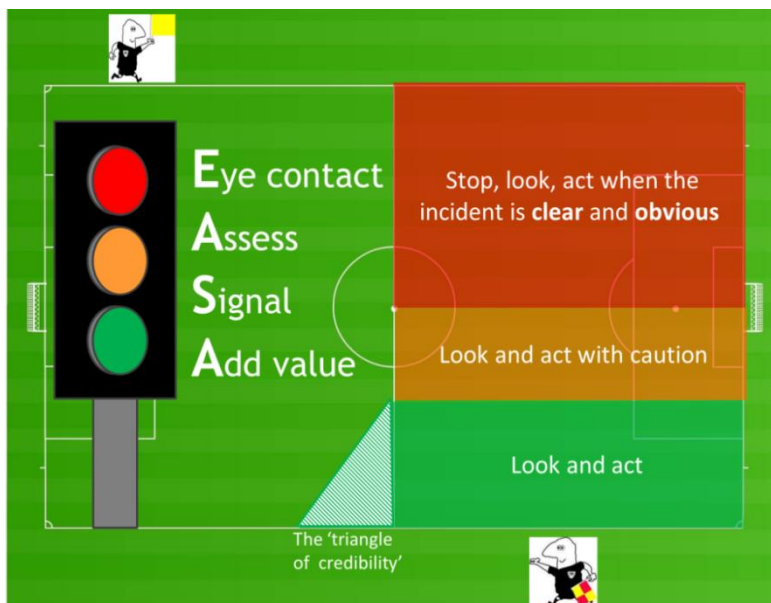 Eye contact
Assess
Signal
Add value
Stop, look, act when the
incident is clear and obvious
Look and act with caution
Look and act
The ‘triangle
of credibility’